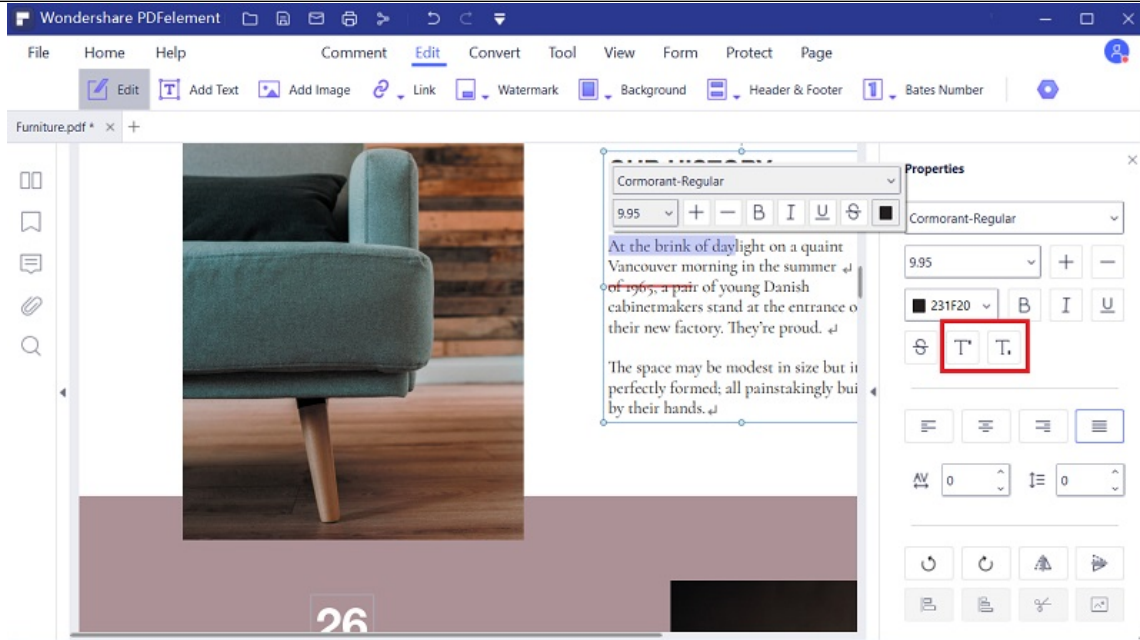 Wondershare PDFelement
File Home Help Comment Edit Convert Tool View Form Protect Page
Edit Add Text Add Image Link Watermark Background Header & Footer Bates Number
Furniture.pdf *
OUR HISTORY
Cormorant-Regular
9.95 B I U S
At the brink of daylight on a quaint
Vancouver morning in the summer
of 1965, a pair of young Danish
cabinetmakers stand at the entrance o
their new factory. They're proud.
The space may be modest in size but i
perfectly formed; all painstakingly bui
by their hands.
26
Properties
Cormorant-Regular
9.95
231F20 B I U
S T T
AV 0 0